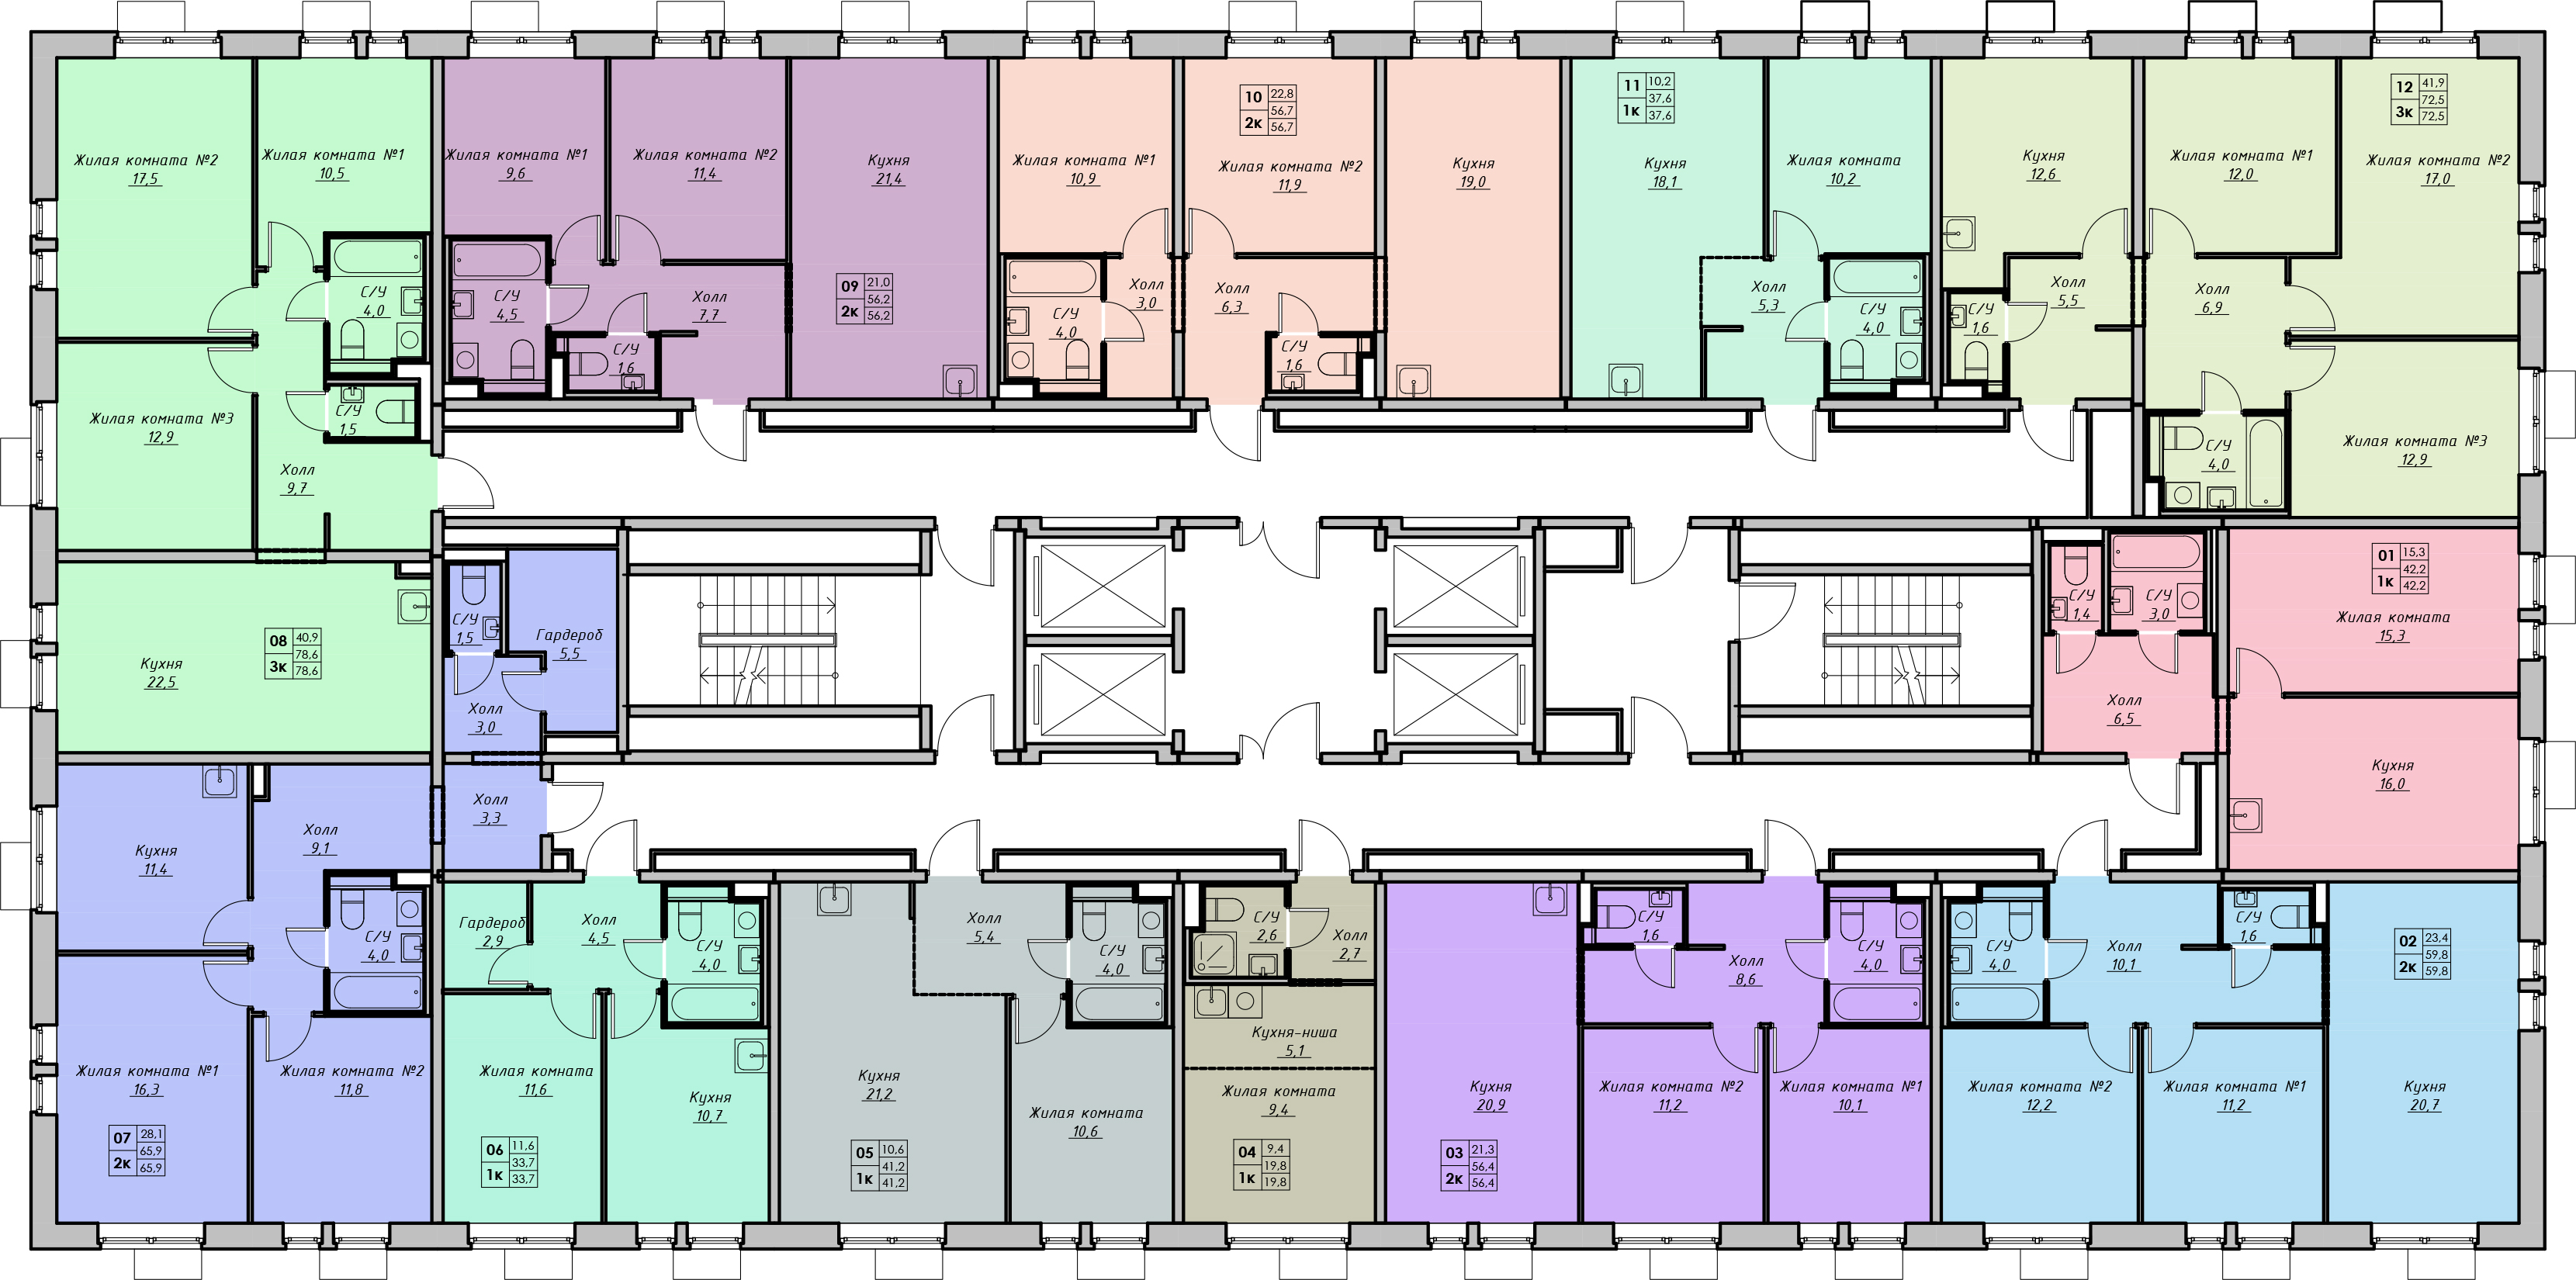 Жилая комната №2
17,5
Жилая комната №1
10,5
С/У
4,0
С/У
1,5
Жилая комната №3
12,9
Холл
9,7
Кухня
22,5
08
3к
40,9
78,6
78,6
Жилая комната №1
9,6
Жилая комната №2
11,4
Кухня
21,4
С/У
4,5
С/У
1,6
Холл
7,7
09
2к
21,0
56,2
56,2
Жилая комната №1
10,9
10
2к
22,8
56,7
56,7
Жилая комната №2
11,9
Кухня
19,0
С/У
4,0
Холл
3,0
Холл
6,3
С/У
1,6
11
1к
10,2
37,6
37,6
Кухня
18,1
Жилая комната
10,2
Холл
5,3
С/У
4,0
Кухня
12,6
Жилая комната №1
12,0
12
3к
41,9
72,5
72,5
Жилая комната №2
17,0
С/У
1,6
Холл
5,5
Холл
6,9
С/У
4,0
Жилая комната №3
12,9
С/У
1,5
Гардероб
5,5
Холл
3,0
Холл
3,3
С/У
1,4
С/У
3,0
Холл
6,5
01
1к
15,3
42,2
42,2
Жилая комната
15,3
Кухня
16,0
Кухня
11,4
Холл
9,1
С/У
4,0
Жилая комната №1
16,3
Жилая комната №2
11,8
07
2к
28,1
65,9
65,9
Гардероб
2,9
Холл
4,5
С/У
4,0
Жилая комната
11,6
Кухня
10,7
06
1к
11,6
33,7
33,7
Холл
5,4
С/У
4,0
Кухня
21,2
Жилая комната
10,6
05
1к
10,6
41,2
41,2
С/У
2,6
Холл
2,7
Кухня-ниша
5,1
Жилая комната
9,4
04
1к
9,4
19,8
19,8
С/У
1,6
Холл
8,6
С/У
4,0
Кухня
20,9
Жилая комната №2
11,2
Жилая комната №1
10,1
03
2к
21,3
56,4
56,4
С/У
4,0
Холл
10,1
С/У
1,6
02
2к
23,4
59,8
59,8
Жилая комната №2
12,2
Жилая комната №1
11,2
Кухня
20,7